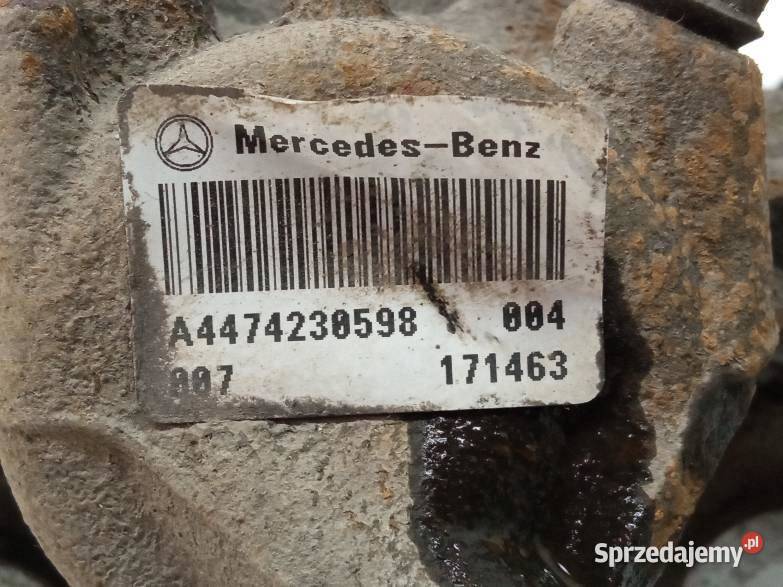 Mercedes-Benz
A4474230598 004
007 171463
Sprzedajemy.pl